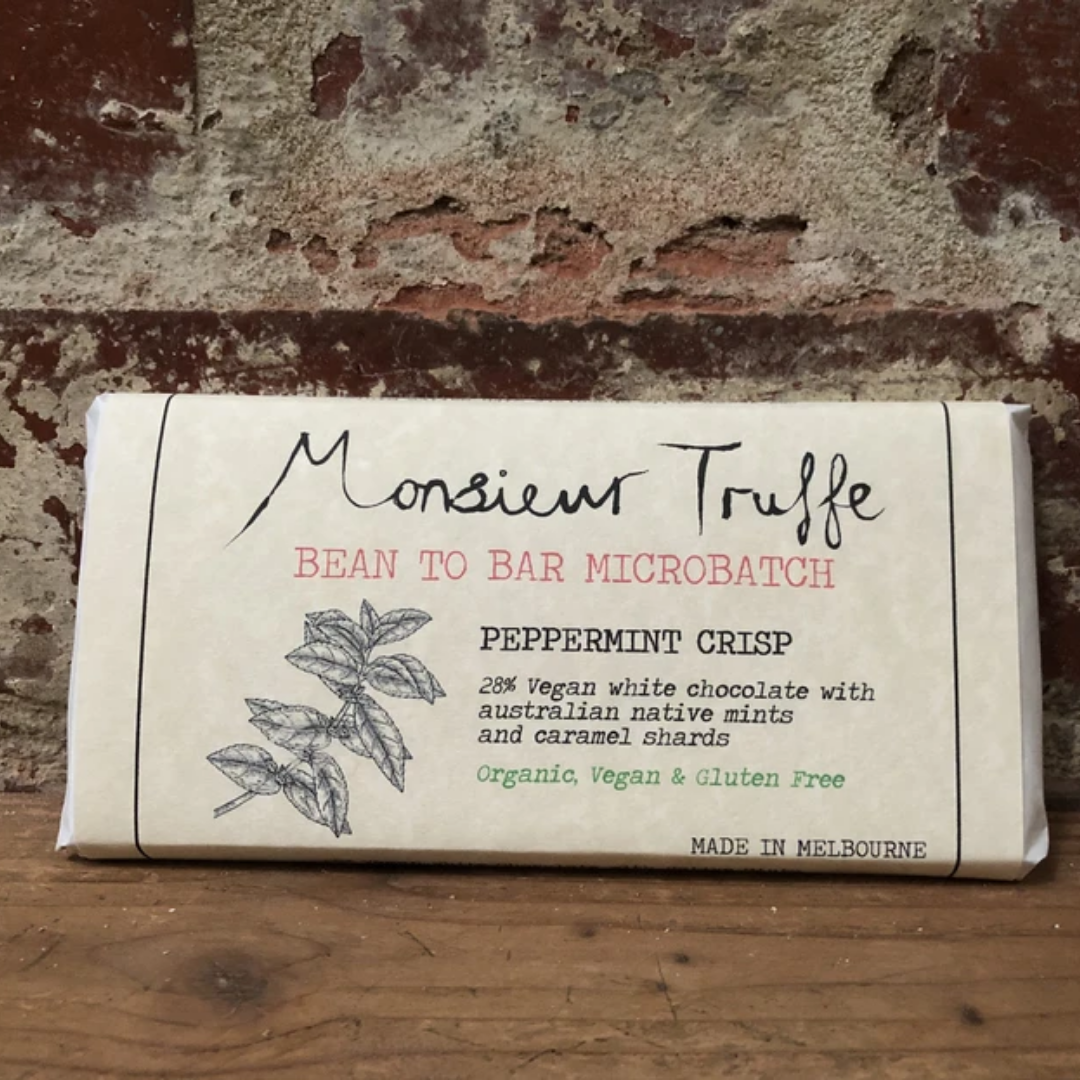 Monsieur Truffe
BEAN TO BAR MICROBATCH
PEPPERMINT CRISP
28% Vegan white chocolate with
australian native mints
and caramel shards
Organic, Vegan & Gluten Free
MADE IN MELBOURNE